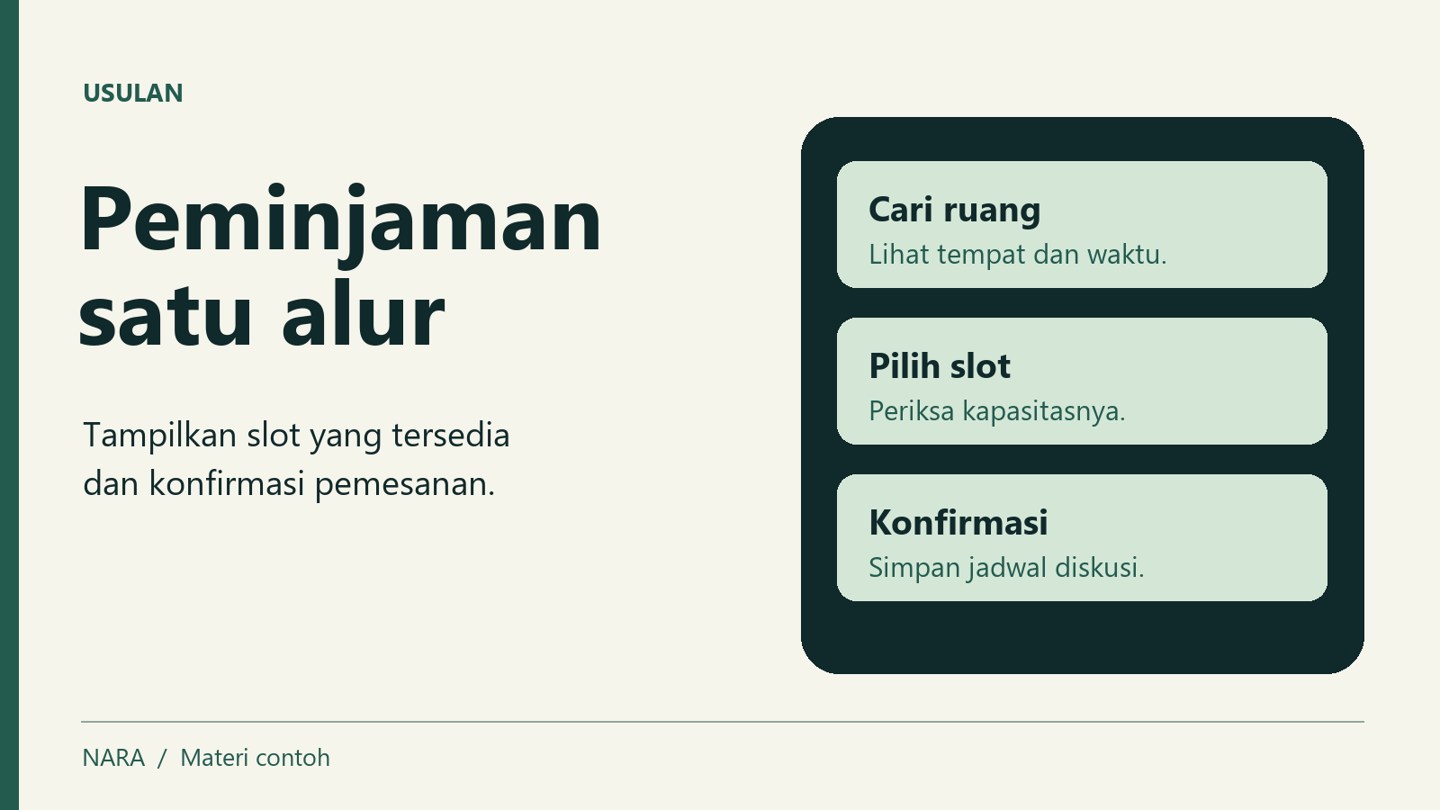 USULAN
Peminjaman
satu alur
Tampilkan slot yang tersedia
dan konfirmasi pemesanan.
Cari ruang
Lihat tempat dan waktu.
Pilih slot
Periksa kapasitasnya.
Konfirmasi
Simpan jadwal diskusi.
NARA / Materi contoh